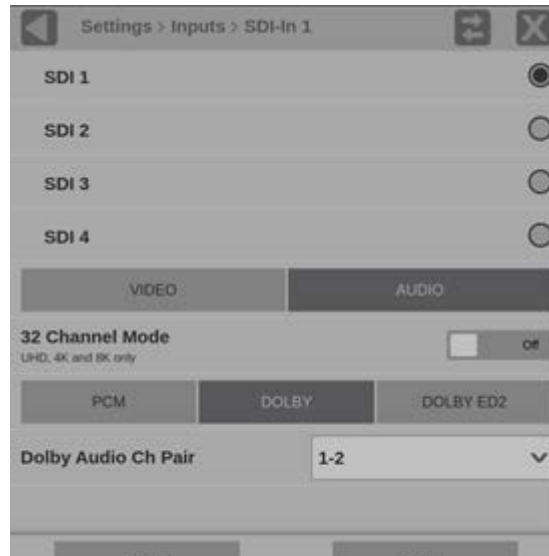 Settings > Inputs > SDI-In 1
SDI 1
SDI 2
SDI 3
SDI 4
VIDEO AUDIO
32 Channel Mode Off
UHD, 4K and 8K only
PCM DOLBY DOLBY ED2
Dolby Audio Ch Pair 1-2